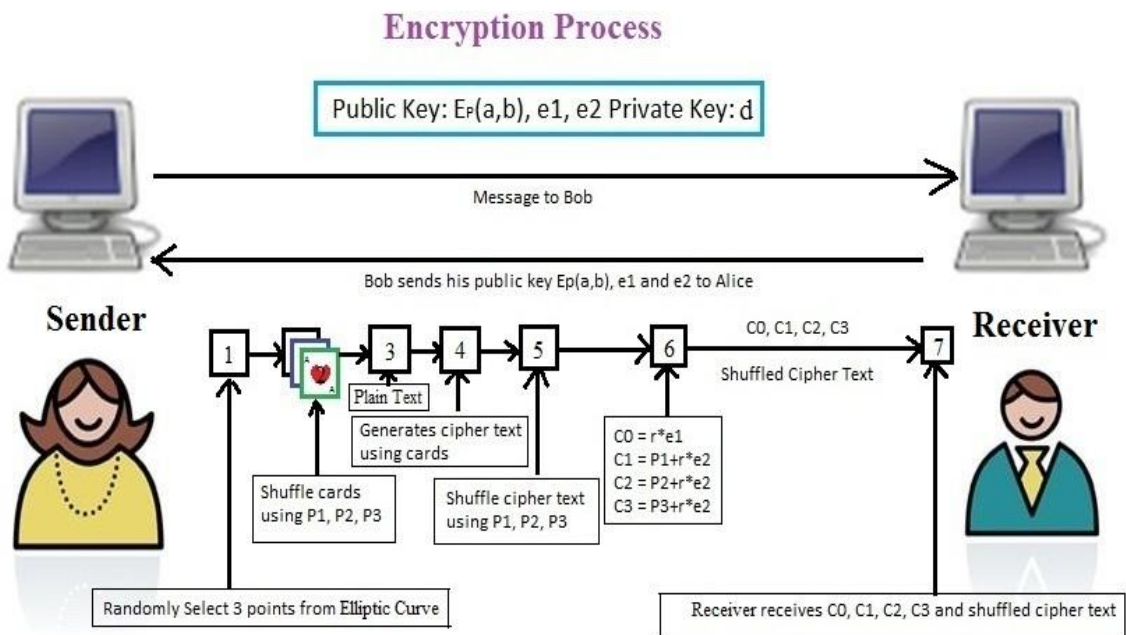 Encryption Process
Public Key: EP(a,b), e1, e2 Private Key: d
Message to Bob
Bob sends his public key Ep(a,b), e1 and e2 to Alice
Sender
Receiver
1
A
A
3
4
5
6
C0, C1, C2, C3
7
Shuffled Cipher Text
Plain Text
Generates cipher text
using cards
Shuffle cards
using P1, P2, P3
Shuffle cipher text
using P1, P2, P3
C0 = r*e1
C1 = P1+r*e2
C2 = P2+r*e2
C3 = P3+r*e2
Randomly Select 3 points from Elliptic Curve
Receiver receives C0, C1, C2, C3 and shuffled cipher text